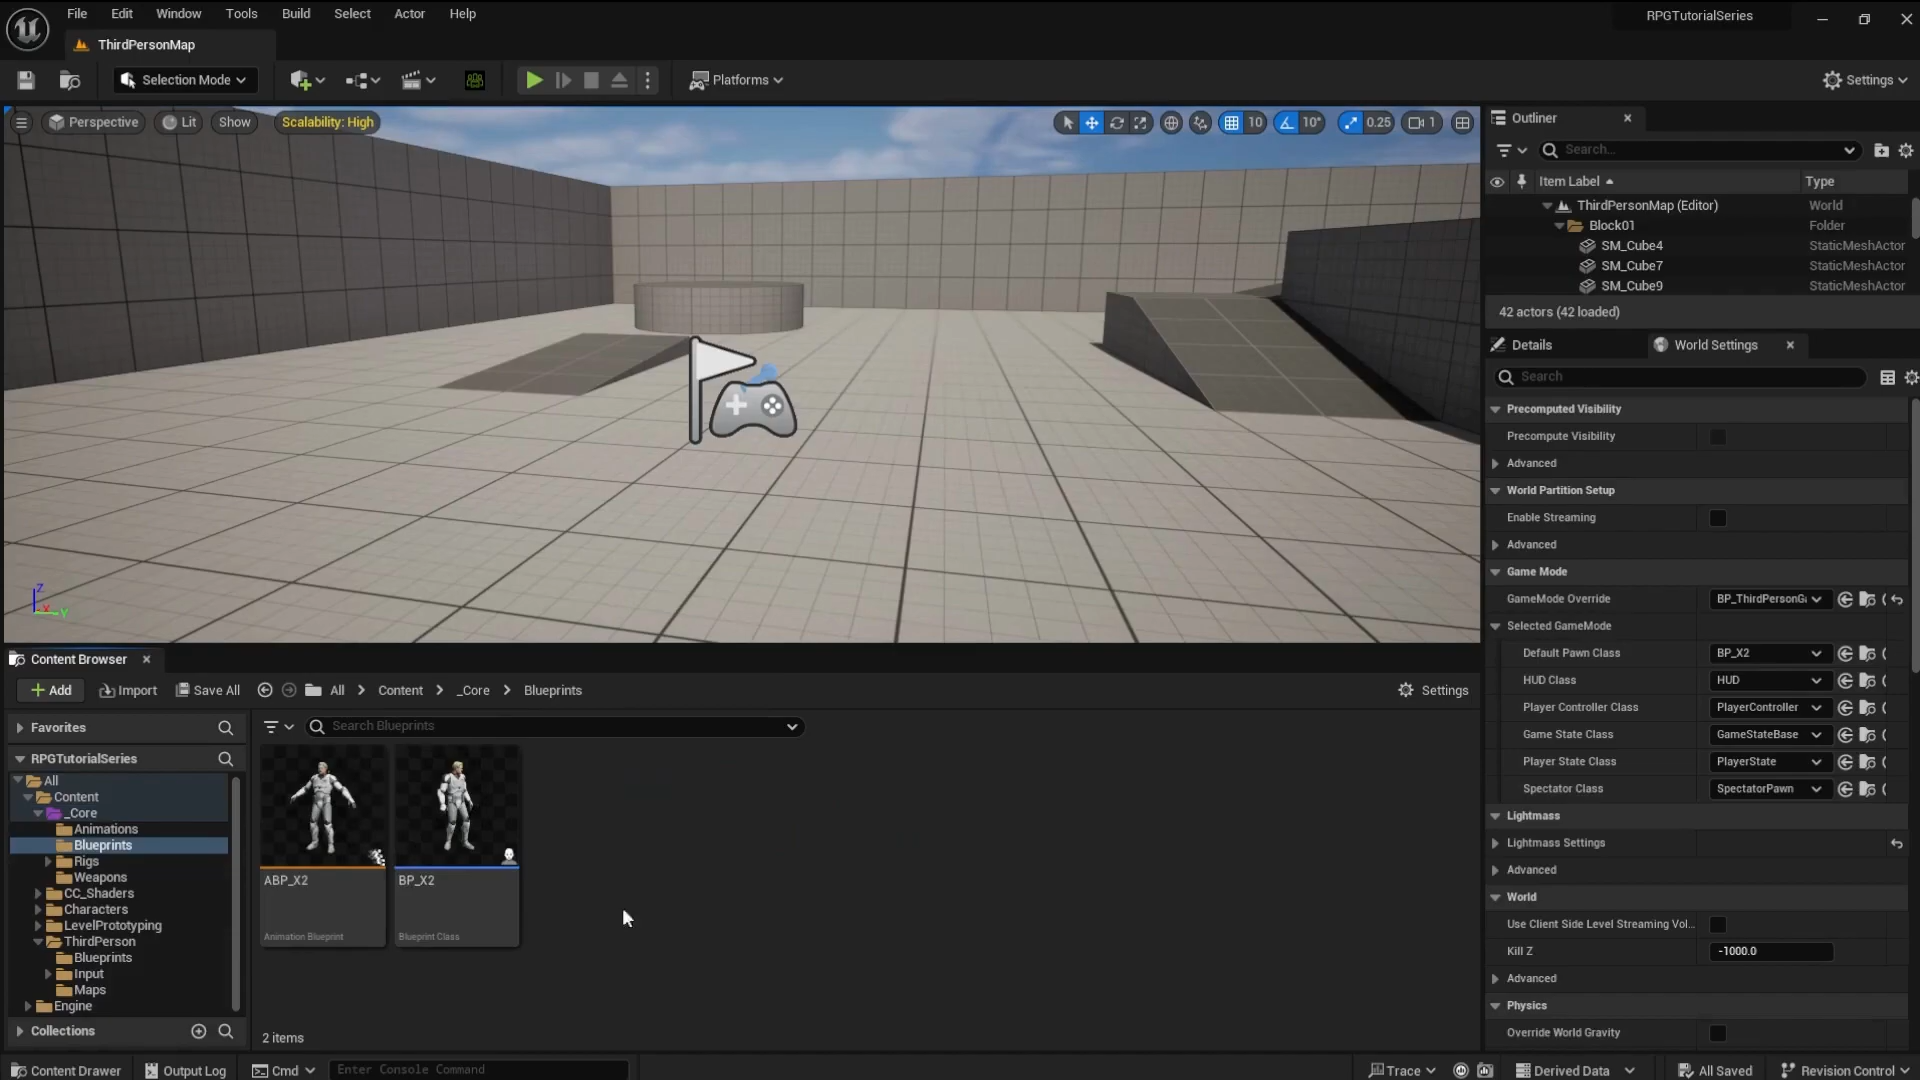 File Edit Window Tools Build Select Actor Help
RPGTutorialSeries
ThirdPersonMap
Selection Mode
Platforms
Settings
Perspective Lit Show Scalability: High
10 10° 0.25 1
Outliner
Search...
Item Label Type
ThirdPersonMap (Editor) World
Block01 Folder
SM_Cube4 StaticMeshActor
SM_Cube7 StaticMeshActor
SM_Cube9 StaticMeshActor
42 actors (42 loaded)
Details World Settings
Search
Precomputed Visibility
Precompute Visibility
Advanced
World Partition Setup
Enable Streaming
Advanced
Game Mode
GameMode Override BP_ThirdPersonGa
Selected GameMode
Default Pawn Class BP_X2
HUD Class HUD
Player Controller Class PlayerController
Game State Class GameStateBase
Player State Class PlayerState
Spectator Class SpectatorPawn
Lightmass
Lightmass Settings
Advanced
World
Use Client Side Level Streaming Vol...
Kill Z -1000.0
Advanced
Physics
Override World Gravity
Z
X
Y
Content Browser
Add Import Save All All Content _Core Blueprints Settings
Favorites
Search Blueprints
RPGTutorialSeries
All
Content
_Core
Animations
Blueprints
Rigs
Weapons
CC_Shaders
Characters
LevelPrototyping
ThirdPerson
Blueprints
Input
Maps
Engine
Collections
ABP_X2
Animation Blueprint
BP_X2
Blueprint Class
2 items
Content Drawer Output Log Cmd Enter Console Command Trace Derived Data All Saved Revision Control